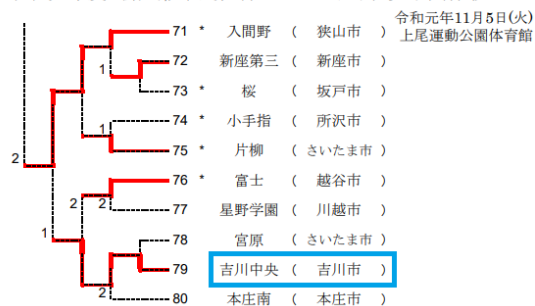 令和元年11月5日(火)
上尾運動公園体育館
71 * 入間野 ( 狭山市 )
72 新座第三 ( 新座市 )
1
73 * 桜 ( 坂戸市 )
74 * 小手指 ( 所沢市 )
1
75 * 片柳 ( さいたま市 )
2
76 * 富士 ( 越谷市 )
2 2
77 星野学園 ( 川越市 )
1
78 宮原 ( さいたま市 )
79 吉川中央 ( 吉川市 )
2
80 本庄南 ( 本庄市 )